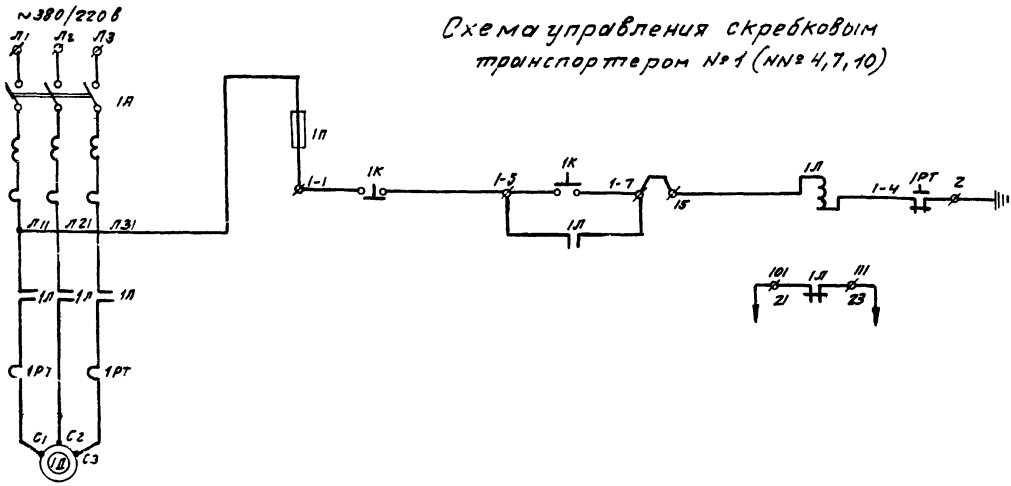 ~380/220 в
Л1 Л2 Л3
Схема управления скребковым
транспортером №1 (№№ 4,7,10)
1А
1П
1-1
1К
1-5
1К
1-7
15
1Л
1-4
1РТ
2
1Л
Л11 Л21 Л31
101 1Л 111
21 23
1Л 1Л 1Л
1РТ 1РТ
С1 С2 С3
1Д